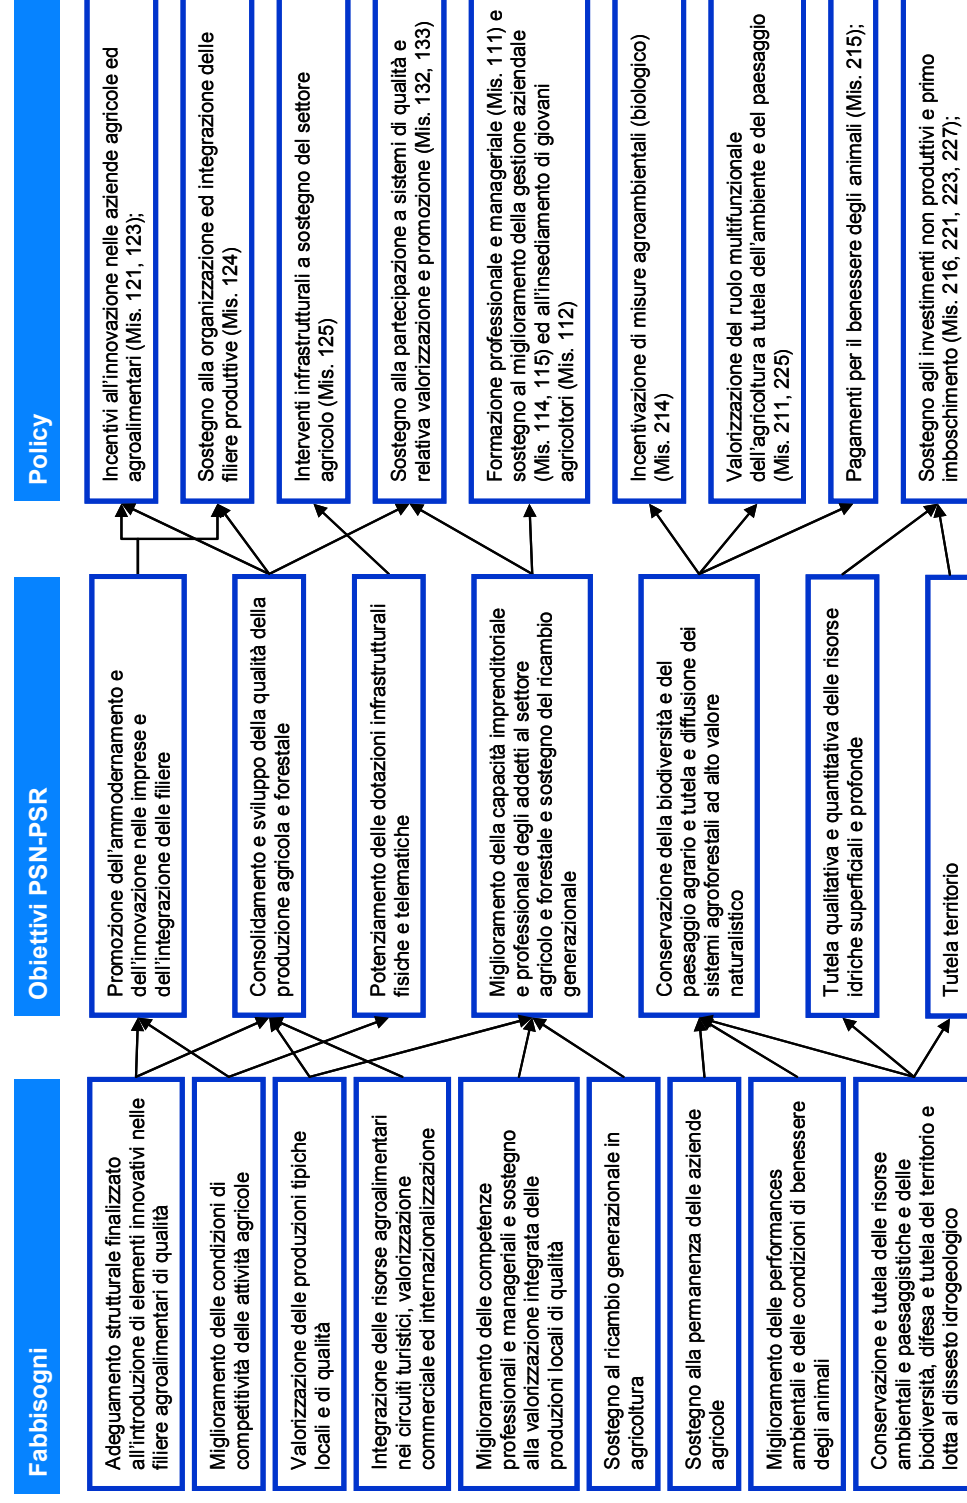 Fabbisogni
Adeguamento strutturale finalizzato
all'introduzione di elementi innovativi nelle
filiere agroalimentari di qualità
Miglioramento delle condizioni di
competitività delle attività agricole
Valorizzazione delle produzioni tipiche
locali e di qualità
Integrazione delle risorse agroalimentari
nei circuiti turistici, valorizzazione
commerciale ed internazionalizzazione
Miglioramento delle competenze
professionali e manageriali e sostegno
alla valorizzazione integrata delle
produzioni locali di qualità
Sostegno al ricambio generazionale in
agricoltura
Sostegno alla permanenza delle aziende
agricole
Miglioramento delle performances
ambientali e delle condizioni di benessere
degli animali
Conservazione e tutela delle risorse
ambientali e paesaggistiche e delle
biodiversità, difesa e tutela del territorio e
lotta al dissesto idrogeologico
Obiettivi PSN-PSR
Promozione dell'ammodernamento e
dell'innovazione nelle imprese e
dell'integrazione delle filiere
Consolidamento e sviluppo della qualità della
produzione agricola e forestale
Potenziamento delle dotazioni infrastrutturali
fisiche e telematiche
Miglioramento della capacità imprenditoriale
e professionale degli addetti al settore
agricolo e forestale e sostegno del ricambio
generazionale
Conservazione della biodiversità e del
paesaggio agrario e tutela e diffusione dei
sistemi agroforestali ad alto valore
naturalistico
Tutela qualitativa e quantitativa delle risorse
idriche superficiali e profonde
Tutela territorio
Policy
Incentivi all'innovazione nelle aziende agricole ed
agroalimentari (Mis. 121, 123);
Sostegno alla organizzazione ed integrazione delle
filiere produttive (Mis. 124)
Interventi infrastrutturali a sostegno del settore
agricolo (Mis. 125)
Sostegno alla partecipazione a sistemi di qualità e
relativa valorizzazione e promozione (Mis. 132, 133)
Formazione professionale e manageriale (Mis. 111) e
sostegno al miglioramento della gestione aziendale
(Mis. 114, 115) ed all'insediamento di giovani
agricoltori (Mis. 112)
Incentivazione di misure agroambientali (biologico)
(Mis. 214)
Valorizzazione del ruolo multifunzionale
dell'agricoltura a tutela dell'ambiente e del paesaggio
(Mis. 211, 225)
Pagamenti per il benessere degli animali (Mis. 215);
Sostegno agli investimenti non produttivi e primo
imboschimento (Mis. 216, 221, 223, 227);